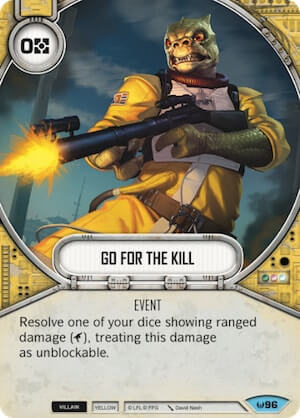 0
GO FOR THE KILL
EVENT
Resolve one of your dice showing ranged
damage ( ), treating this damage
as unblockable.
VILLAIN YELLOW © LFL © FFG David Nash 96